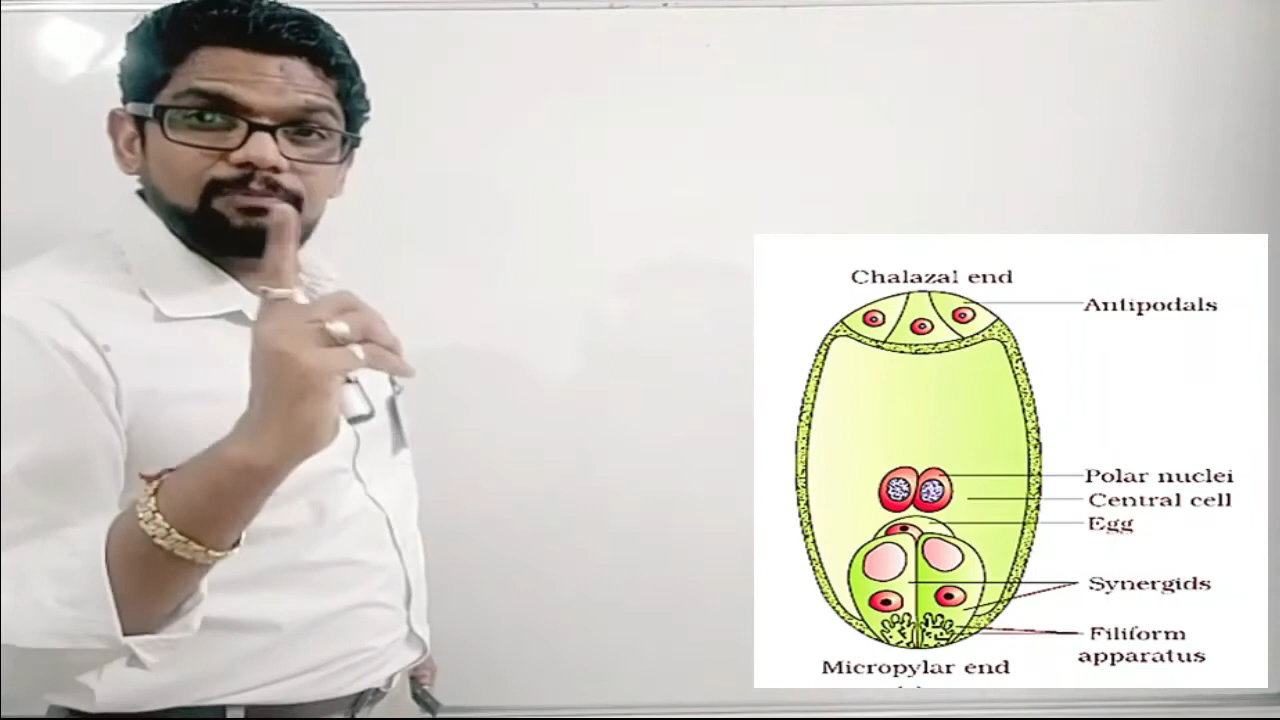 Chalazal end
Antipodals
Polar nuclei
Central cell
Egg
Synergids
Filiform
apparatus
Micropylar end